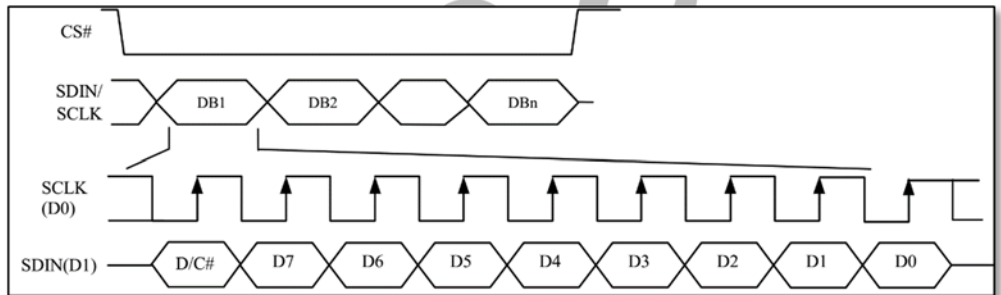 CS#
SDIN/
SCLK
DB1 DB2 DBn
SCLK
(D0)
SDIN(D1) D/C# D7 D6 D5 D4 D3 D2 D1 D0